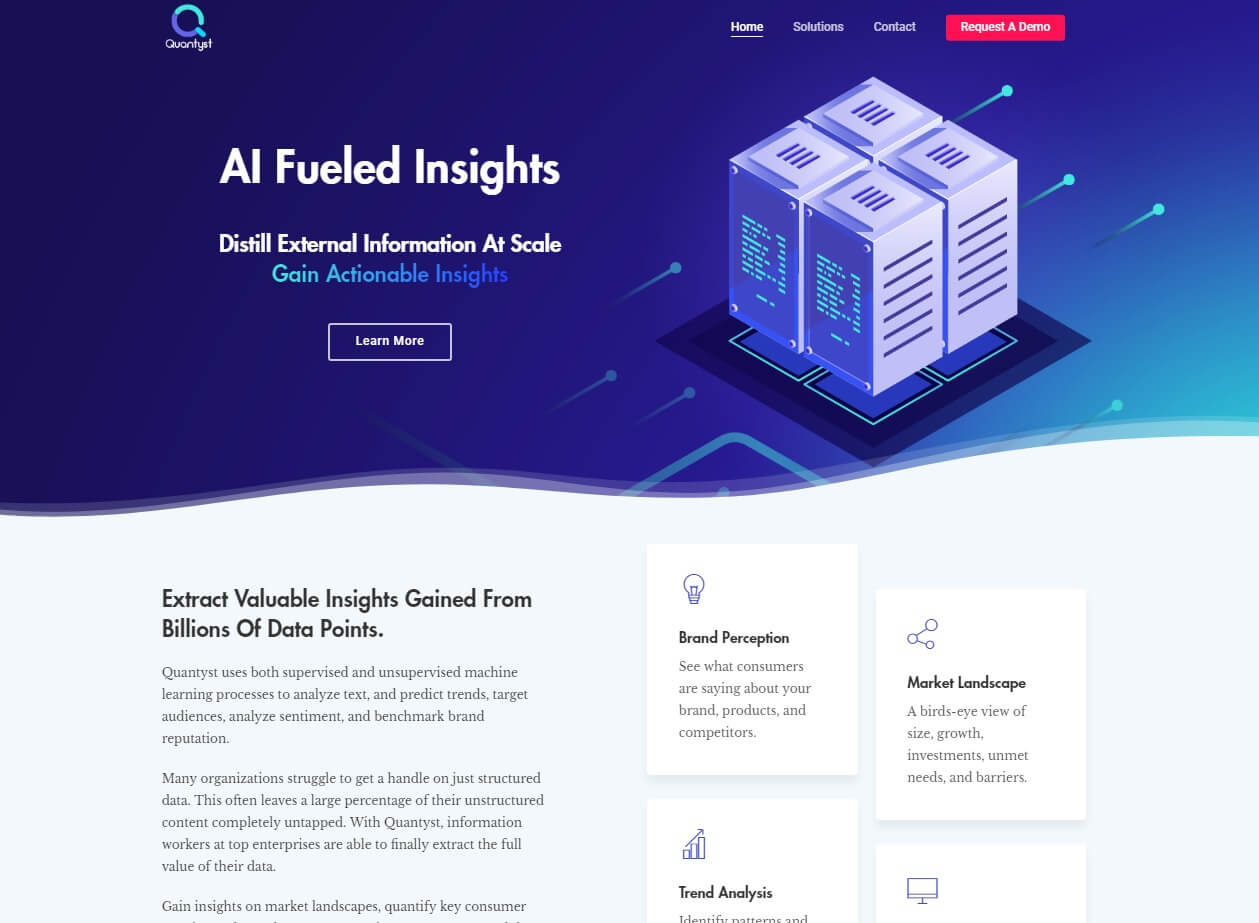 Quantyst
Home
Solutions
Contact
Request A Demo
AI Fueled Insights
Distill External Information At Scale
Gain Actionable Insights
Learn More
Extract Valuable Insights Gained From
Billions Of Data Points.
Quantyst uses both supervised and unsupervised machine
learning processes to analyze text, and predict trends, target
audiences, analyze sentiment, and benchmark brand
reputation.
Many organizations struggle to get a handle on just structured
data. This often leaves a large percentage of their unstructured
content completely untapped. With Quantyst, information
workers at top enterprises are able to finally extract the full
value of their data.
Gain insights on market landscapes, quantify key consumer
Brand Perception
See what consumers
are saying about your
brand, products, and
competitors.
Market Landscape
A birds-eye view of
size, growth,
investments, unmet
needs, and barriers.
Trend Analysis
Identify patterns and